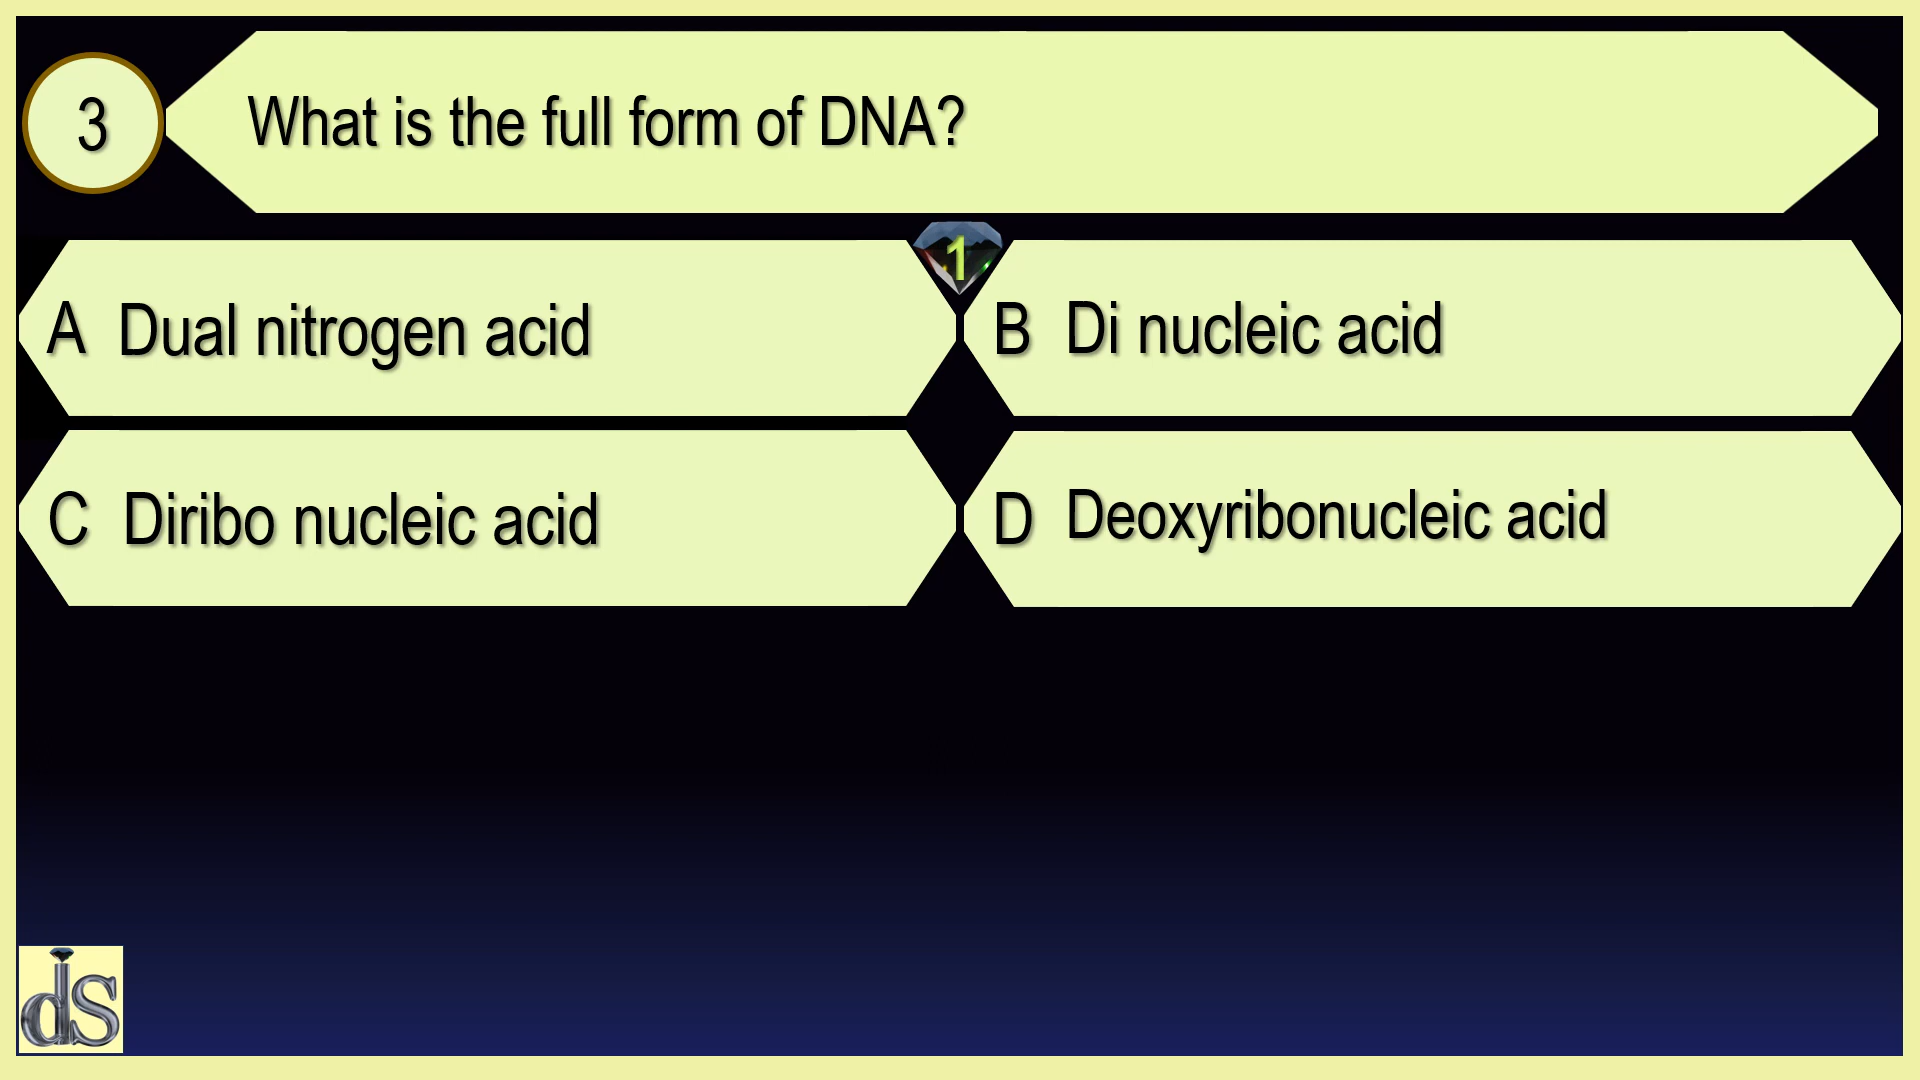 3
What is the full form of DNA?
1
A Dual nitrogen acid
B Di nucleic acid
C Diribo nucleic acid
D Deoxyribonucleic acid
ds